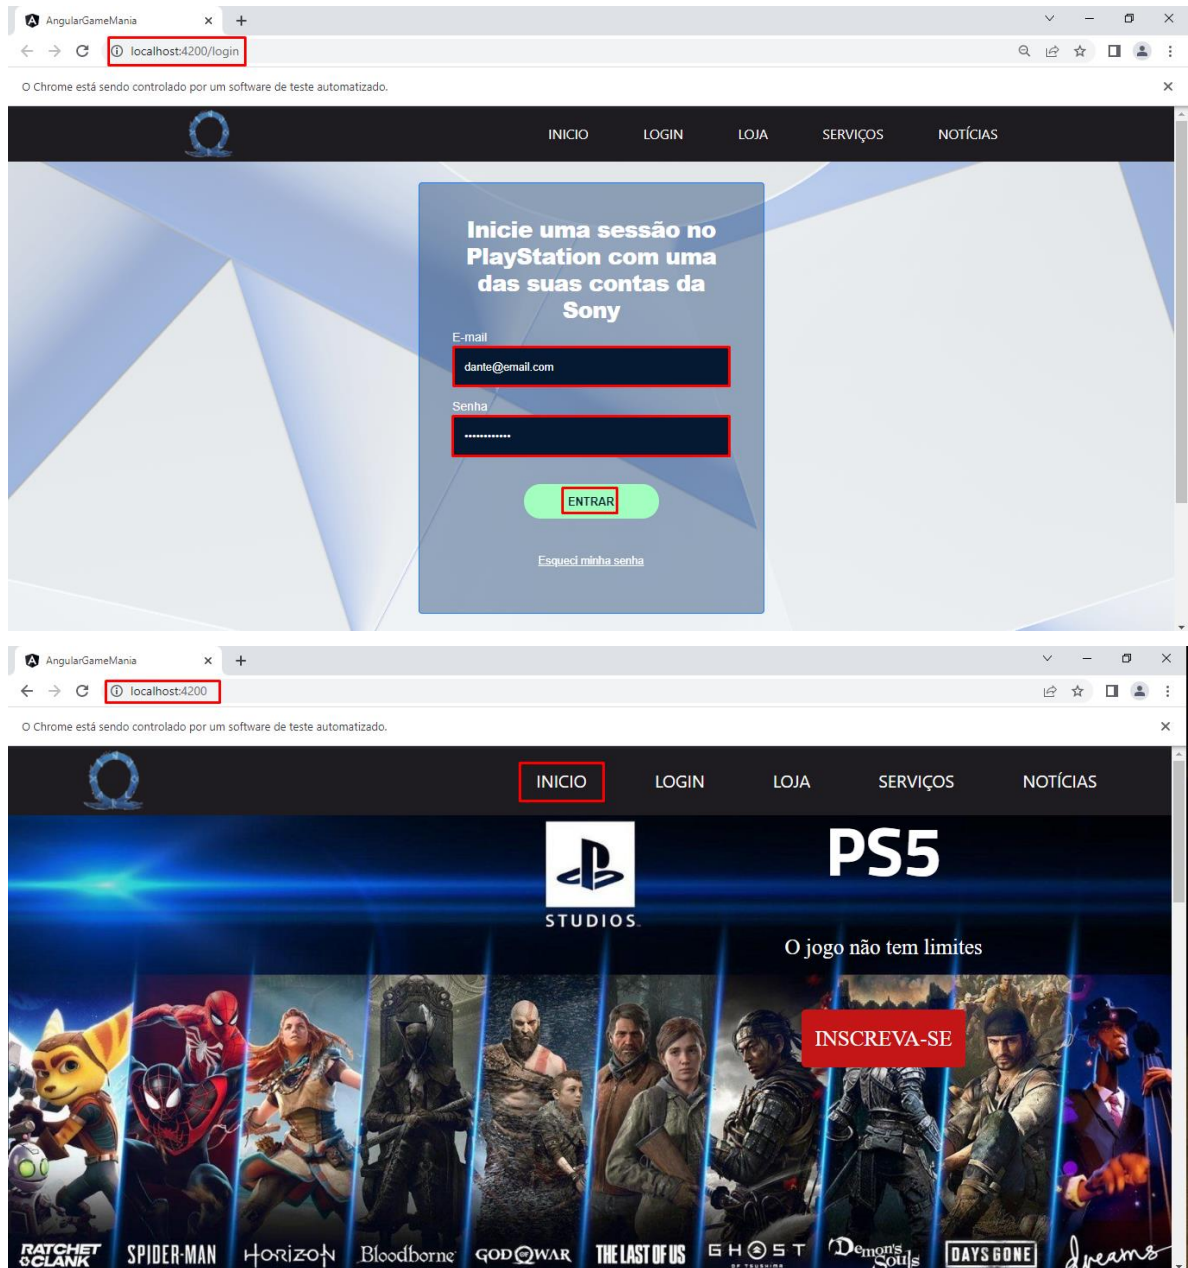 AngularGameMania
localhost:4200/login
O Chrome está sendo controlado por um software de teste automatizado.
INICIO LOGIN LOJA SERVIÇOS NOTÍCIAS
Inicie uma sessão no
PlayStation com uma
das suas contas da
Sony
E-mail
dante@email.com
Senha
••••••••••••
ENTRAR
Esqueci minha senha
AngularGameMania
localhost:4200
O Chrome está sendo controlado por um software de teste automatizado.
INICIO LOGIN LOJA SERVIÇOS NOTÍCIAS
STUDIOS
PS5
O jogo não tem limites
INSCREVA-SE
RATCHET
&CLANK
SPIDER-MAN
Horizon
Bloodborne
GOD OF WAR
THE LAST OF US
GHOST
OF TSUSHIMA
Demon's
Souls
DAYS GONE
dreams